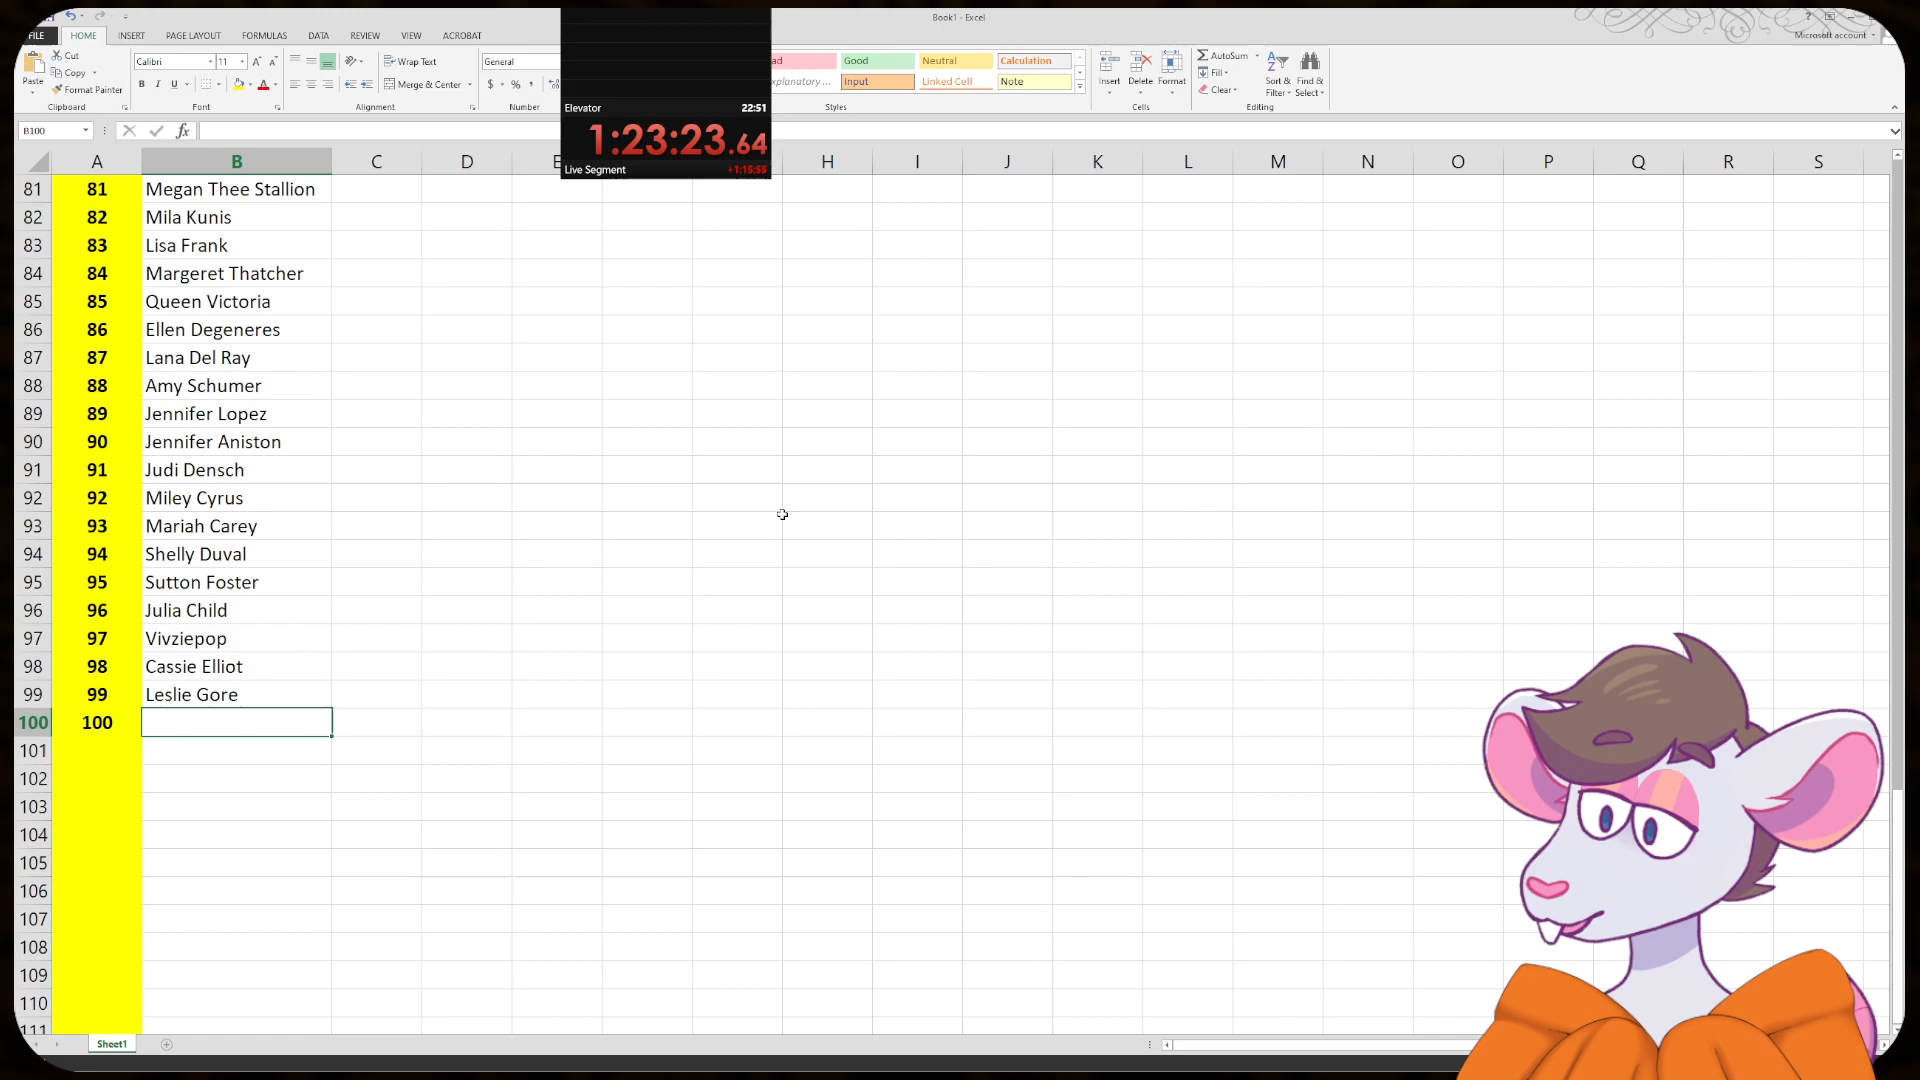 Book1 - Excel
?
FILE
HOME
INSERT
PAGE LAYOUT
FORMULAS
DATA
REVIEW
VIEW
ACROBAT
Microsoft account
Paste
Cut
Copy
Format Painter
Clipboard
Calibri
11
B I U
Font
Wrap Text
Merge & Center
Alignment
General
$ % ,
Number
ad
Good
Neutral
Calculation
xplanatory ...
Input
Linked Cell
Note
Styles
Insert
Delete
Format
Cells
AutoSum
Fill
Clear
Sort &
Filter
Find &
Select
Editing
Elevator 22:51
1:23:23.64
Live Segment +1:15:55
B100
fx
A B C D E H I J K L M N O P Q R S
81 81 Megan Thee Stallion
82 82 Mila Kunis
83 83 Lisa Frank
84 84 Margeret Thatcher
85 85 Queen Victoria
86 86 Ellen Degeneres
87 87 Lana Del Ray
88 88 Amy Schumer
89 89 Jennifer Lopez
90 90 Jennifer Aniston
91 91 Judi Densch
92 92 Miley Cyrus
93 93 Mariah Carey
94 94 Shelly Duval
95 95 Sutton Foster
96 96 Julia Child
97 97 Vivziepop
98 98 Cassie Elliot
99 99 Leslie Gore
100 100
101
102
103
104
105
106
107
108
109
110
111
Sheet1